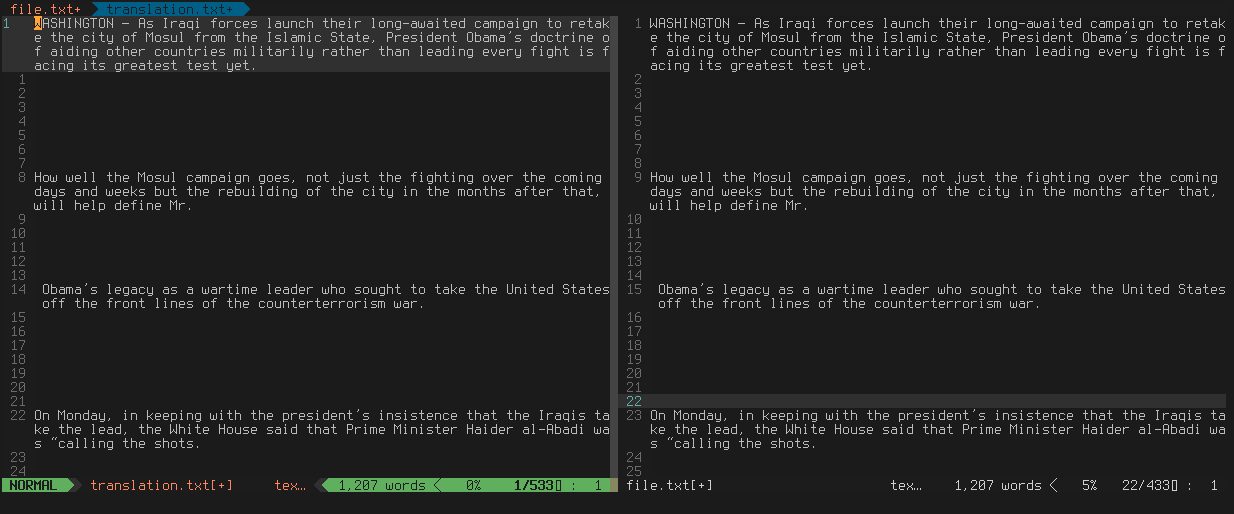 file.txt+ translation.txt+
1 WASHINGTON — As Iraqi forces launch their long-awaited campaign to retak
e the city of Mosul from the Islamic State, President Obama's doctrine o
f aiding other countries militarily rather than leading every fight is f
acing its greatest test yet.
1
2
3
4
5
6
7
8 How well the Mosul campaign goes, not just the fighting over the coming
days and weeks but the rebuilding of the city in the months after that,
will help define Mr.
9
10
11
12
13
14 Obama's legacy as a wartime leader who sought to take the United States
off the front lines of the counterterrorism war.
15
16
17
18
19
20
21
22 On Monday, in keeping with the president's insistence that the Iraqis ta
ke the lead, the White House said that Prime Minister Haider al-Abadi wa
s “calling the shots.
23
24
NORMAL translation.txt[+] tex… 1,207 words 0% 1/533 : 1
1 WASHINGTON — As Iraqi forces launch their long-awaited campaign to retak
e the city of Mosul from the Islamic State, President Obama's doctrine o
f aiding other countries militarily rather than leading every fight is f
acing its greatest test yet.
2
3
4
5
6
7
8
9 How well the Mosul campaign goes, not just the fighting over the coming
days and weeks but the rebuilding of the city in the months after that,
will help define Mr.
10
11
12
13
14
15 Obama's legacy as a wartime leader who sought to take the United States
off the front lines of the counterterrorism war.
16
17
18
19
20
21
22
23 On Monday, in keeping with the president's insistence that the Iraqis ta
ke the lead, the White House said that Prime Minister Haider al-Abadi wa
s “calling the shots.
24
25
file.txt[+] tex… 1,207 words 5% 22/433 : 1